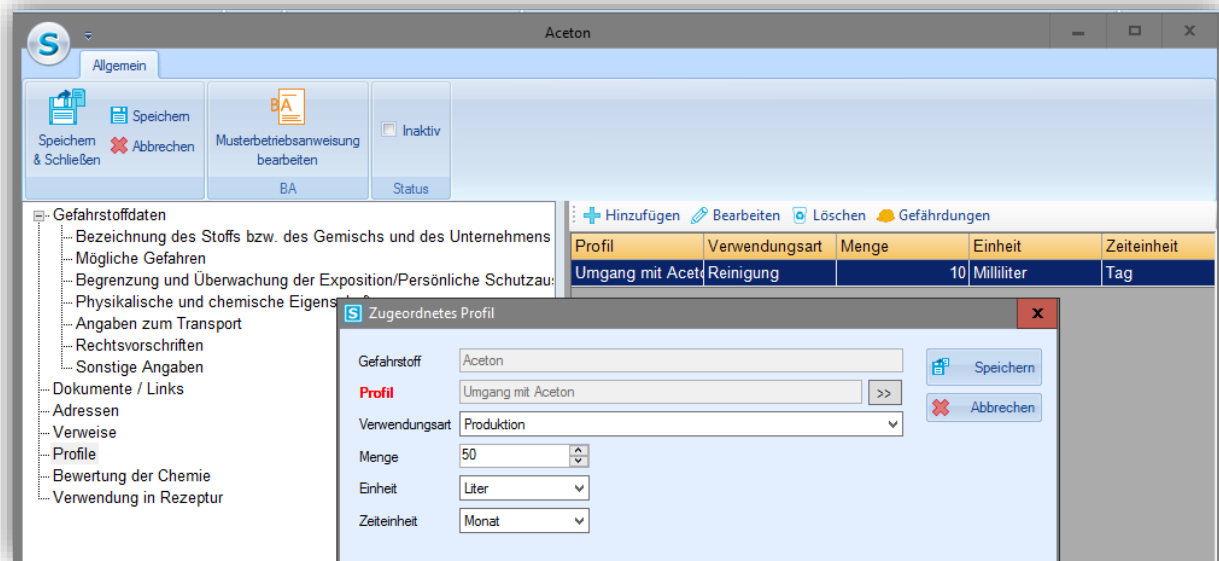 Aceton
S
Allgemein
Speichern & Schließen
Speichern
Abbrechen
Musterbetriebsanweisung bearbeiten
BA
BA
Inaktiv
Status
Gefahrstoffdaten
Bezeichnung des Stoffs bzw. des Gemischs und des Unternehmens
Mögliche Gefahren
Begrenzung und Überwachung der Exposition/Persönliche Schutzau
Physikalische und chemische
Angaben zum Transport
Rechtsvorschriften
Sonstige Angaben
Dokumente / Links
Adressen
Verweise
Profile
Bewertung der Chemie
Verwendung in Rezeptur
Hinzufügen Bearbeiten Löschen Gefährdungen
Profil Verwendungsart Menge Einheit Zeiteinheit
Umgang mit Aceto Reinigung 10 Milliliter Tag
S Zugeordnetes Profil x
Gefahrstoff Aceton
Profil Umgang mit Aceton >>
Verwendungsart Produktion
Menge 50
Einheit Liter
Zeiteinheit Monat
Speichern
Abbrechen